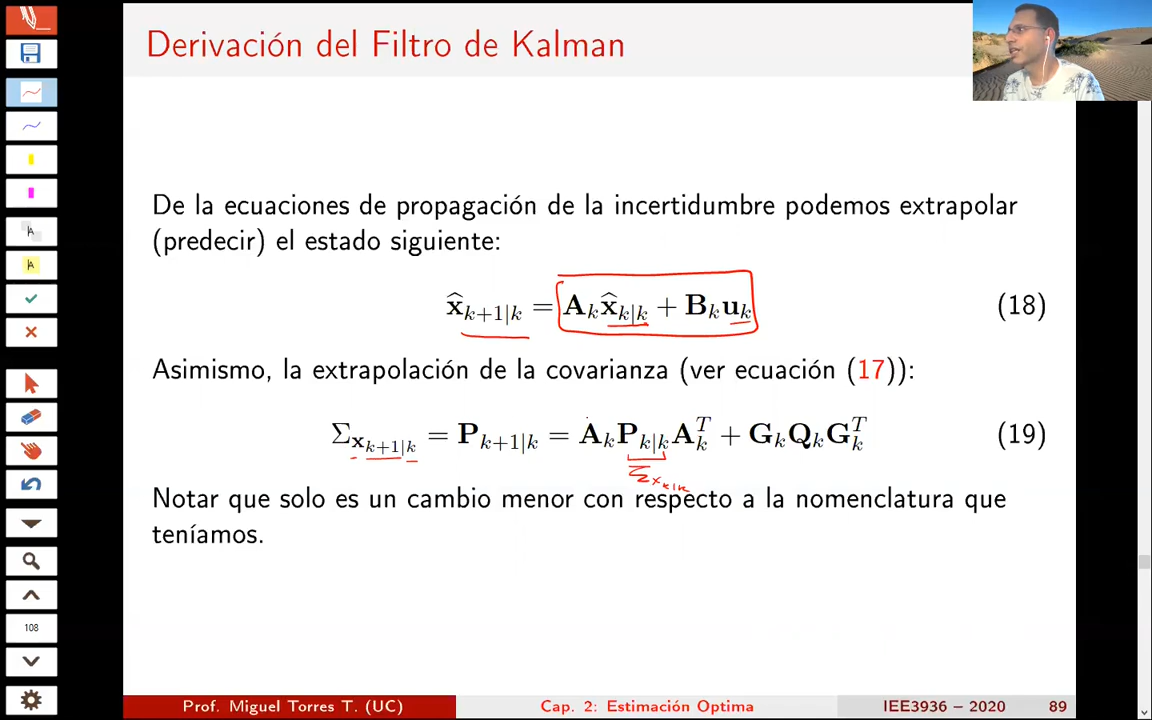 Derivación del Filtro de Kalman
De la ecuaciones de propagación de la incertidumbre podemos extrapolar
(predecir) el estado siguiente:
x̂_{k+1|k} = A_k x̂_{k|k} + B_k u_k (18)
Asimismo, la extrapolación de la covarianza (ver ecuación (17)):
Σ_{x_{k+1|k}} = P_{k+1|k} = A_k P_{k|k} A_k^T + G_k Q_k G_k^T (19)
Σ_{x_{k|k}}
Notar que solo es un cambio menor con respecto a la nomenclatura que
teníamos.
108
Prof. Miguel Torres T. (UC) Cap. 2: Estimación Optima IEE3936 – 2020 89